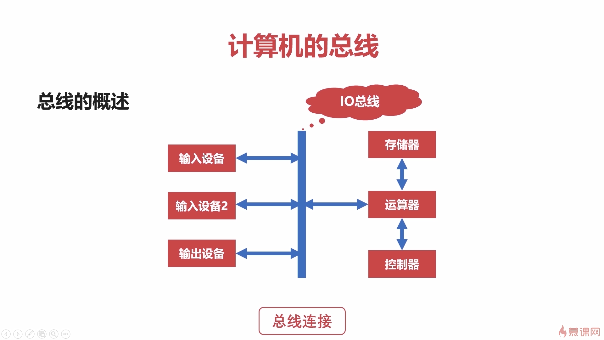 计算机的总线
总线的概述
IO总线
输入设备
存储器
输入设备2
运算器
输出设备
控制器
总线连接
慕课网